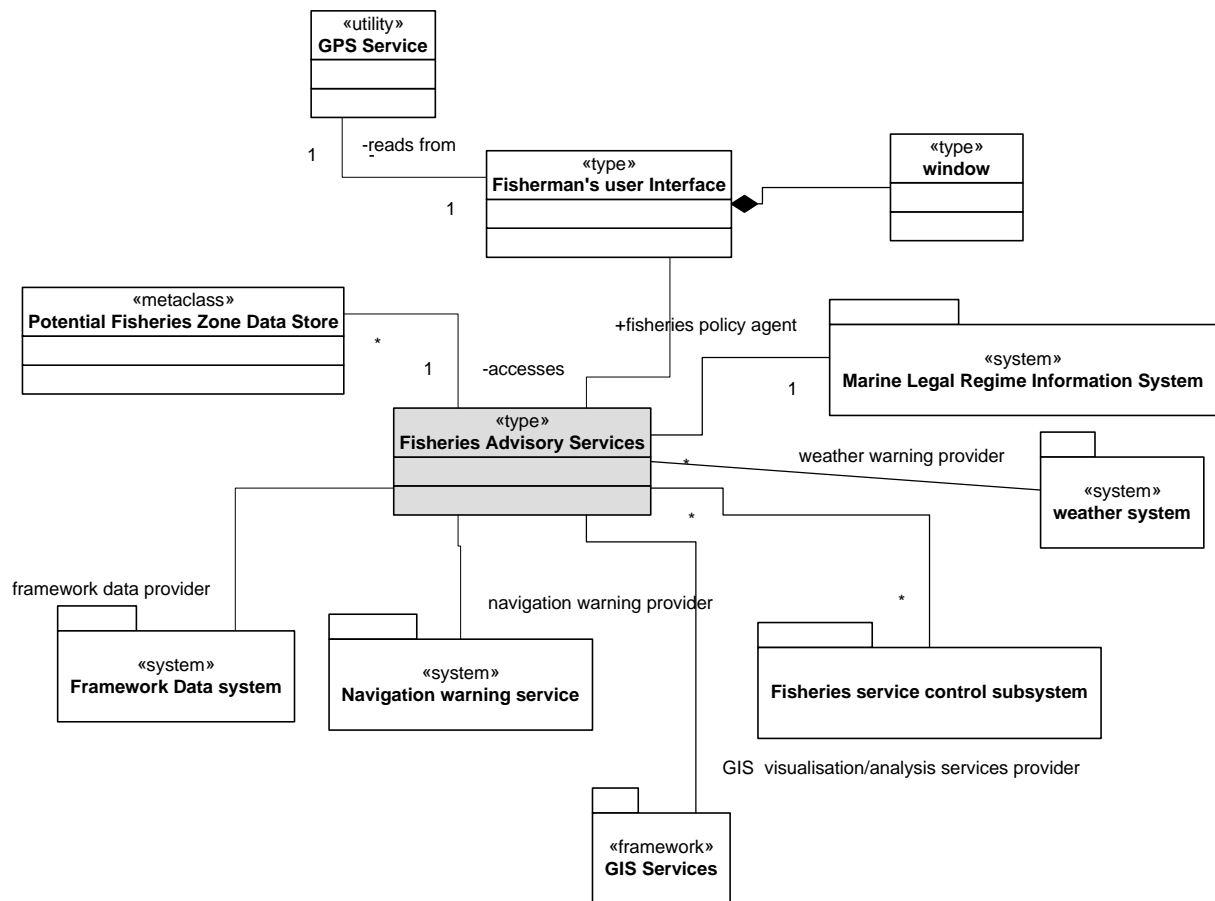 «utility»
GPS Service
-reads from
-
1
1
«type»
Fisherman's user Interface
«type»
window
«metaclass»
Potential Fisheries Zone Data Store
*
1
-accesses
+fisheries policy agent
1
«system»
Marine Legal Regime Information System
«type»
Fisheries Advisory Services
*
weather warning provider
«system»
weather system
*
framework data provider
navigation warning provider
*
«system»
Framework Data system
«system»
Navigation warning service
Fisheries service control subsystem
GIS visualisation/analysis services provider
«framework»
GIS Services